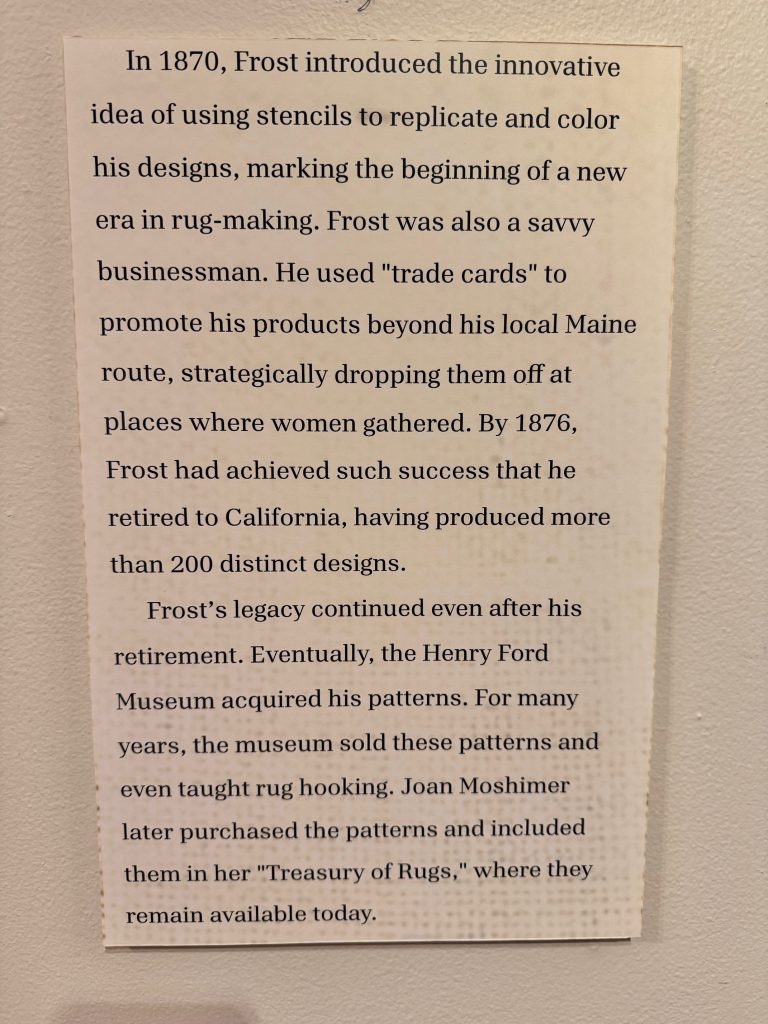 In 1870, Frost introduced the innovative
idea of using stencils to replicate and color
his designs, marking the beginning of a new
era in rug-making. Frost was also a savvy
businessman. He used "trade cards" to
promote his products beyond his local Maine
route, strategically dropping them off at
places where women gathered. By 1876,
Frost had achieved such success that he
retired to California, having produced more
than 200 distinct designs.
Frost’s legacy continued even after his
retirement. Eventually, the Henry Ford
Museum acquired his patterns. For many
years, the museum sold these patterns and
even taught rug hooking. Joan Moshimer
later purchased the patterns and included
them in her "Treasury of Rugs," where they
remain available today.